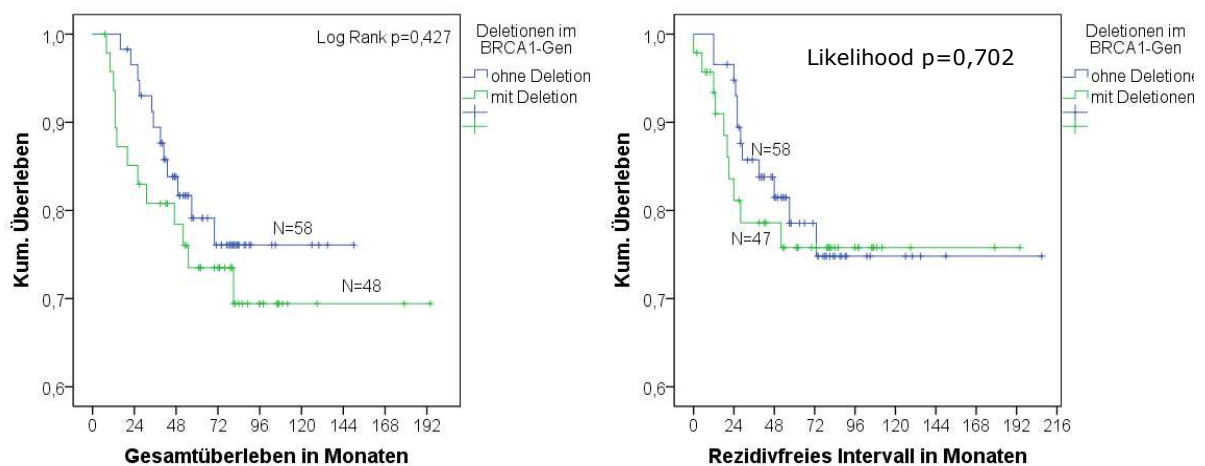 Log Rank p=0,427
Deletionen im
BRCA1-Gen
ohne Deletion
mit Deletion
Kum. Überleben
1,0
0,9
0,8
0,7
0,6
N=58
N=48
0 24 48 72 96 120 144 168 192
Gesamtüberleben in Monaten
Likelihood p=0,702
Deletionen im
BRCA1-Gen
ohne Deletione
mit Deletionen
Kum. Überleben
1,0
0,9
0,8
0,7
0,6
N=58
N=47
0 24 48 72 96 120 144 168 192 216
Rezidivfreies Intervall in Monaten